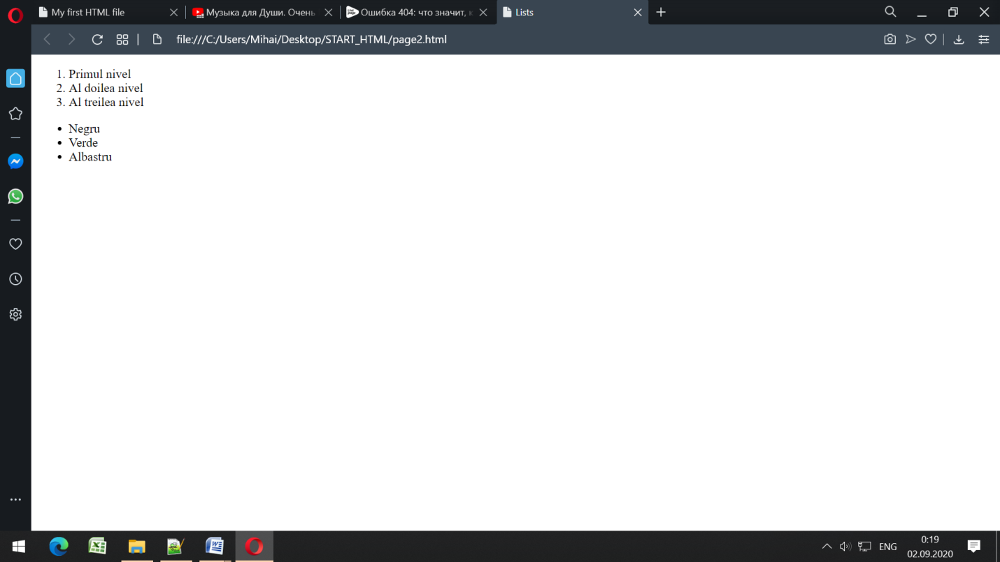 My first HTML file
Музыка для Души. Очень
Ошибка 404: что значит,
Lists
file:///C:/Users/Mihai/Desktop/START_HTML/page2.html
1. Primul nivel
2. Al doilea nivel
3. Al treilea nivel
• Negru
• Verde
• Albastru
ENG
0:19
02.09.2020